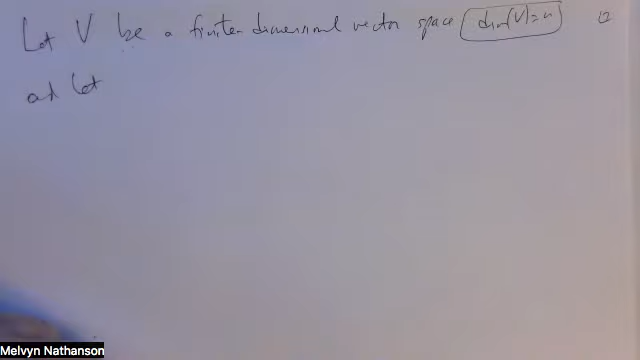 Let V be a finite-dimensional vector space dim(V)=n
and let
Melvyn Nathanson